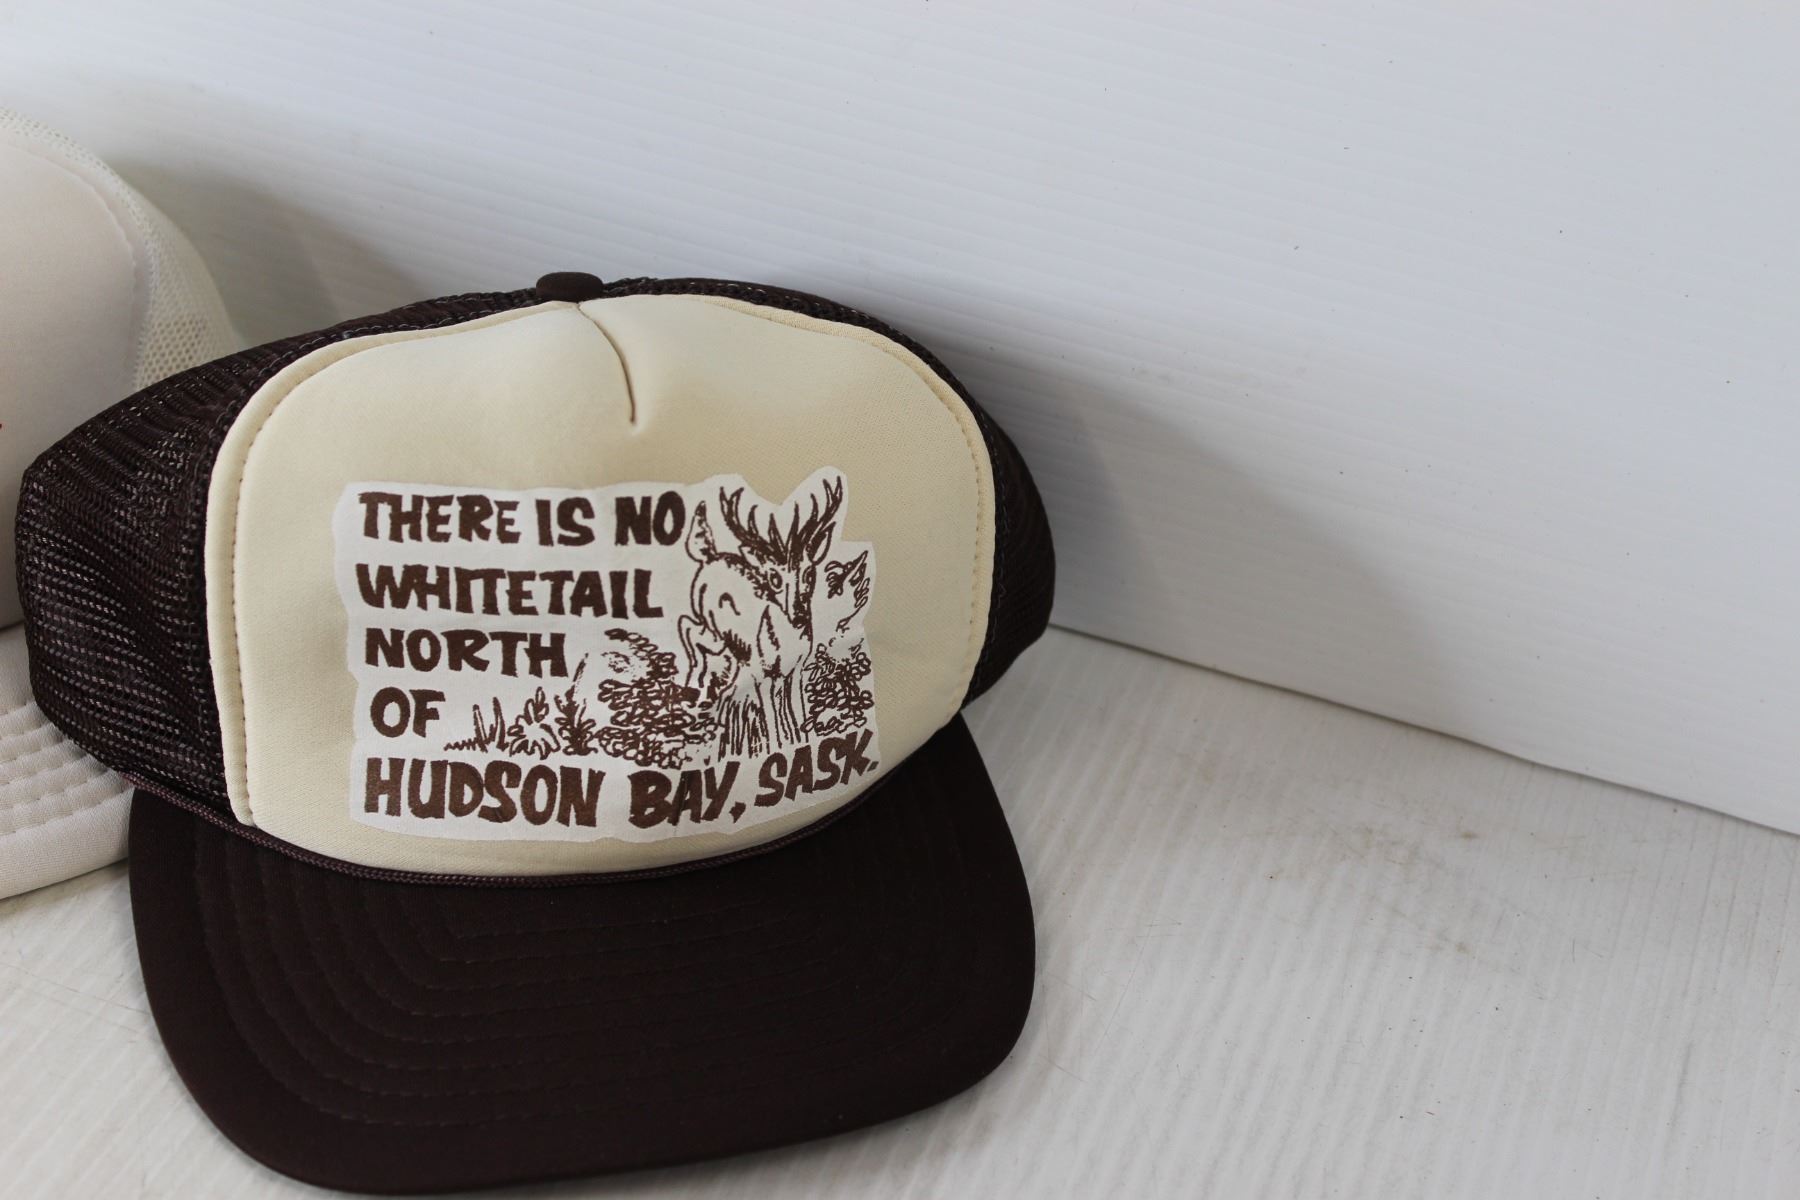 THERE IS NO
WHITETAIL
NORTH
OF
HUDSON BAY, SASK.